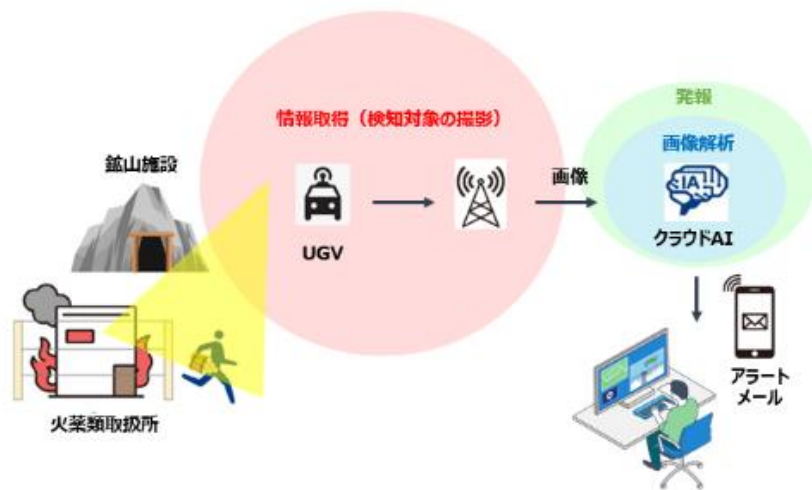 発報
情報取得（検知対象の撮影）
画像解析
鉱山施設
画像
IA
UGV
クラウドAI
アラート
メール
火薬類取扱所